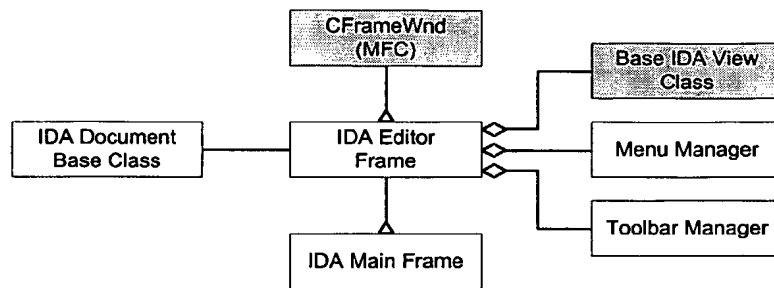 CFrameWnd
(MFC)
Base IDA View
Class
IDA Document
Base Class
IDA Editor
Frame
Menu Manager
Toolbar Manager
IDA Main Frame